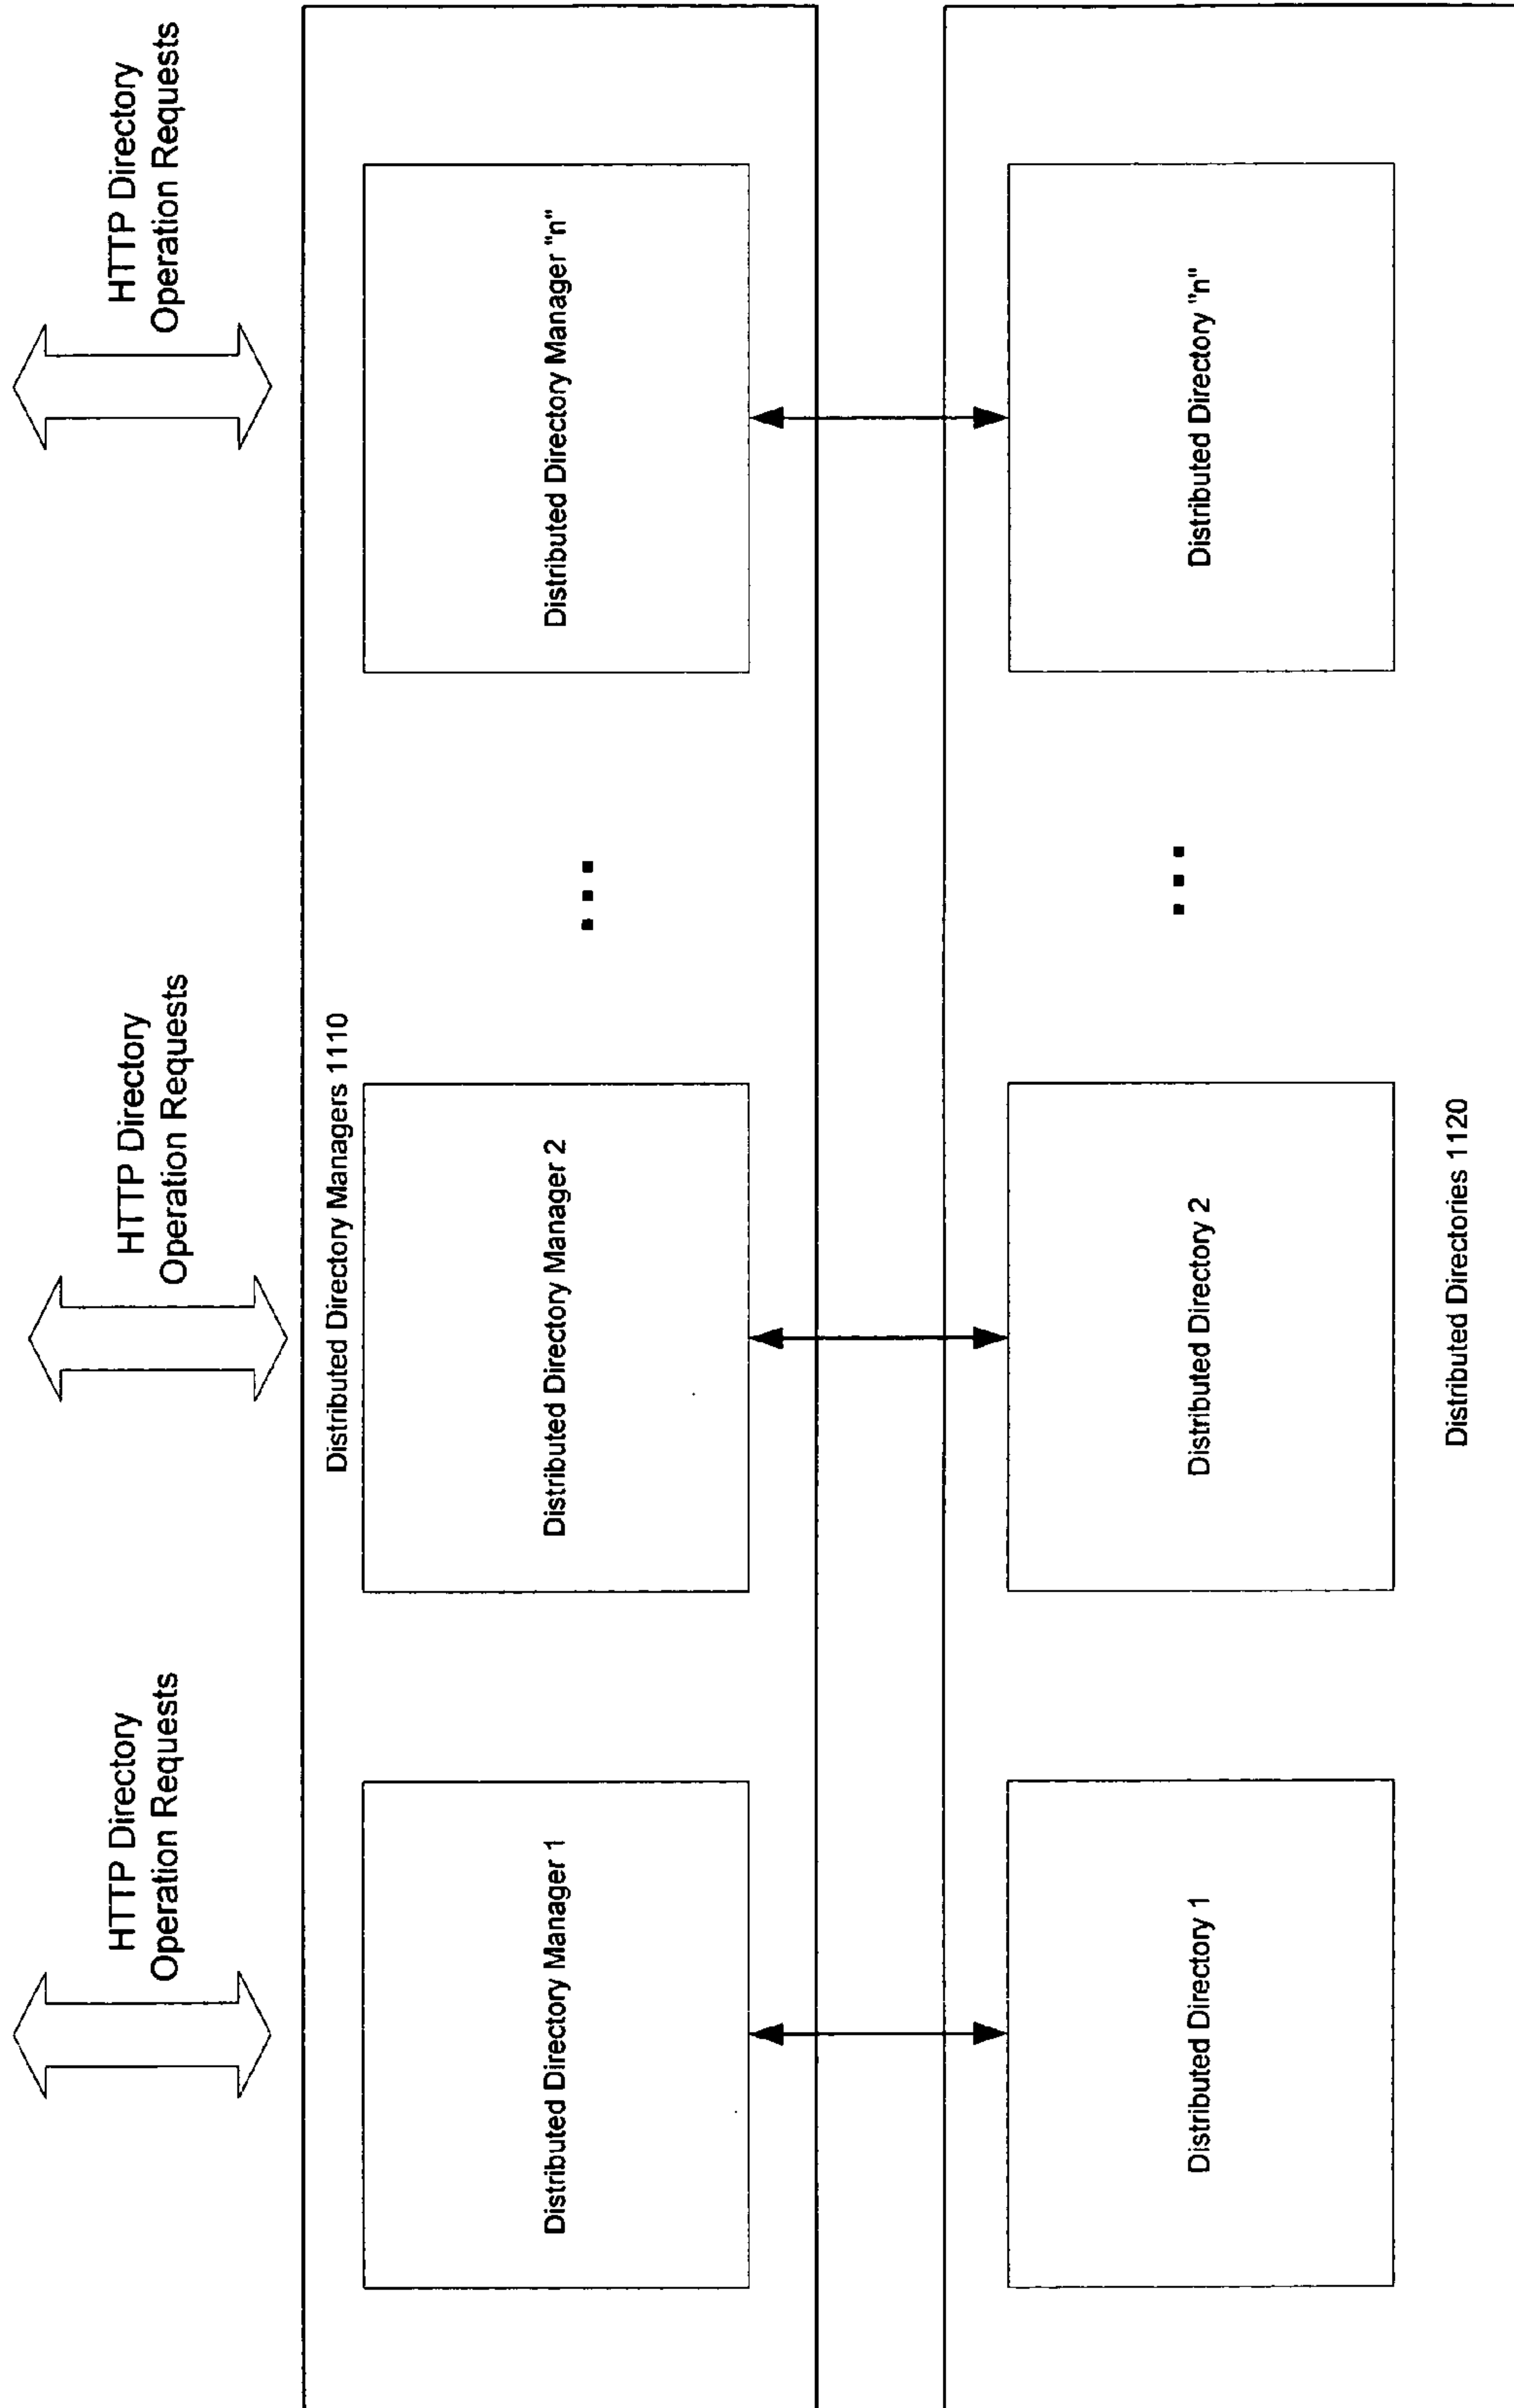 HTTP Directory
Operation Requests
HTTP Directory
Operation Requests
HTTP Directory
Operation Requests
Distributed Directory Managers 1110
Distributed Directory Manager 1
Distributed Directory Manager 2
...
Distributed Directory Manager "n"
Distributed Directory 1
Distributed Directory 2
...
Distributed Directory "n"
Distributed Directories 1120